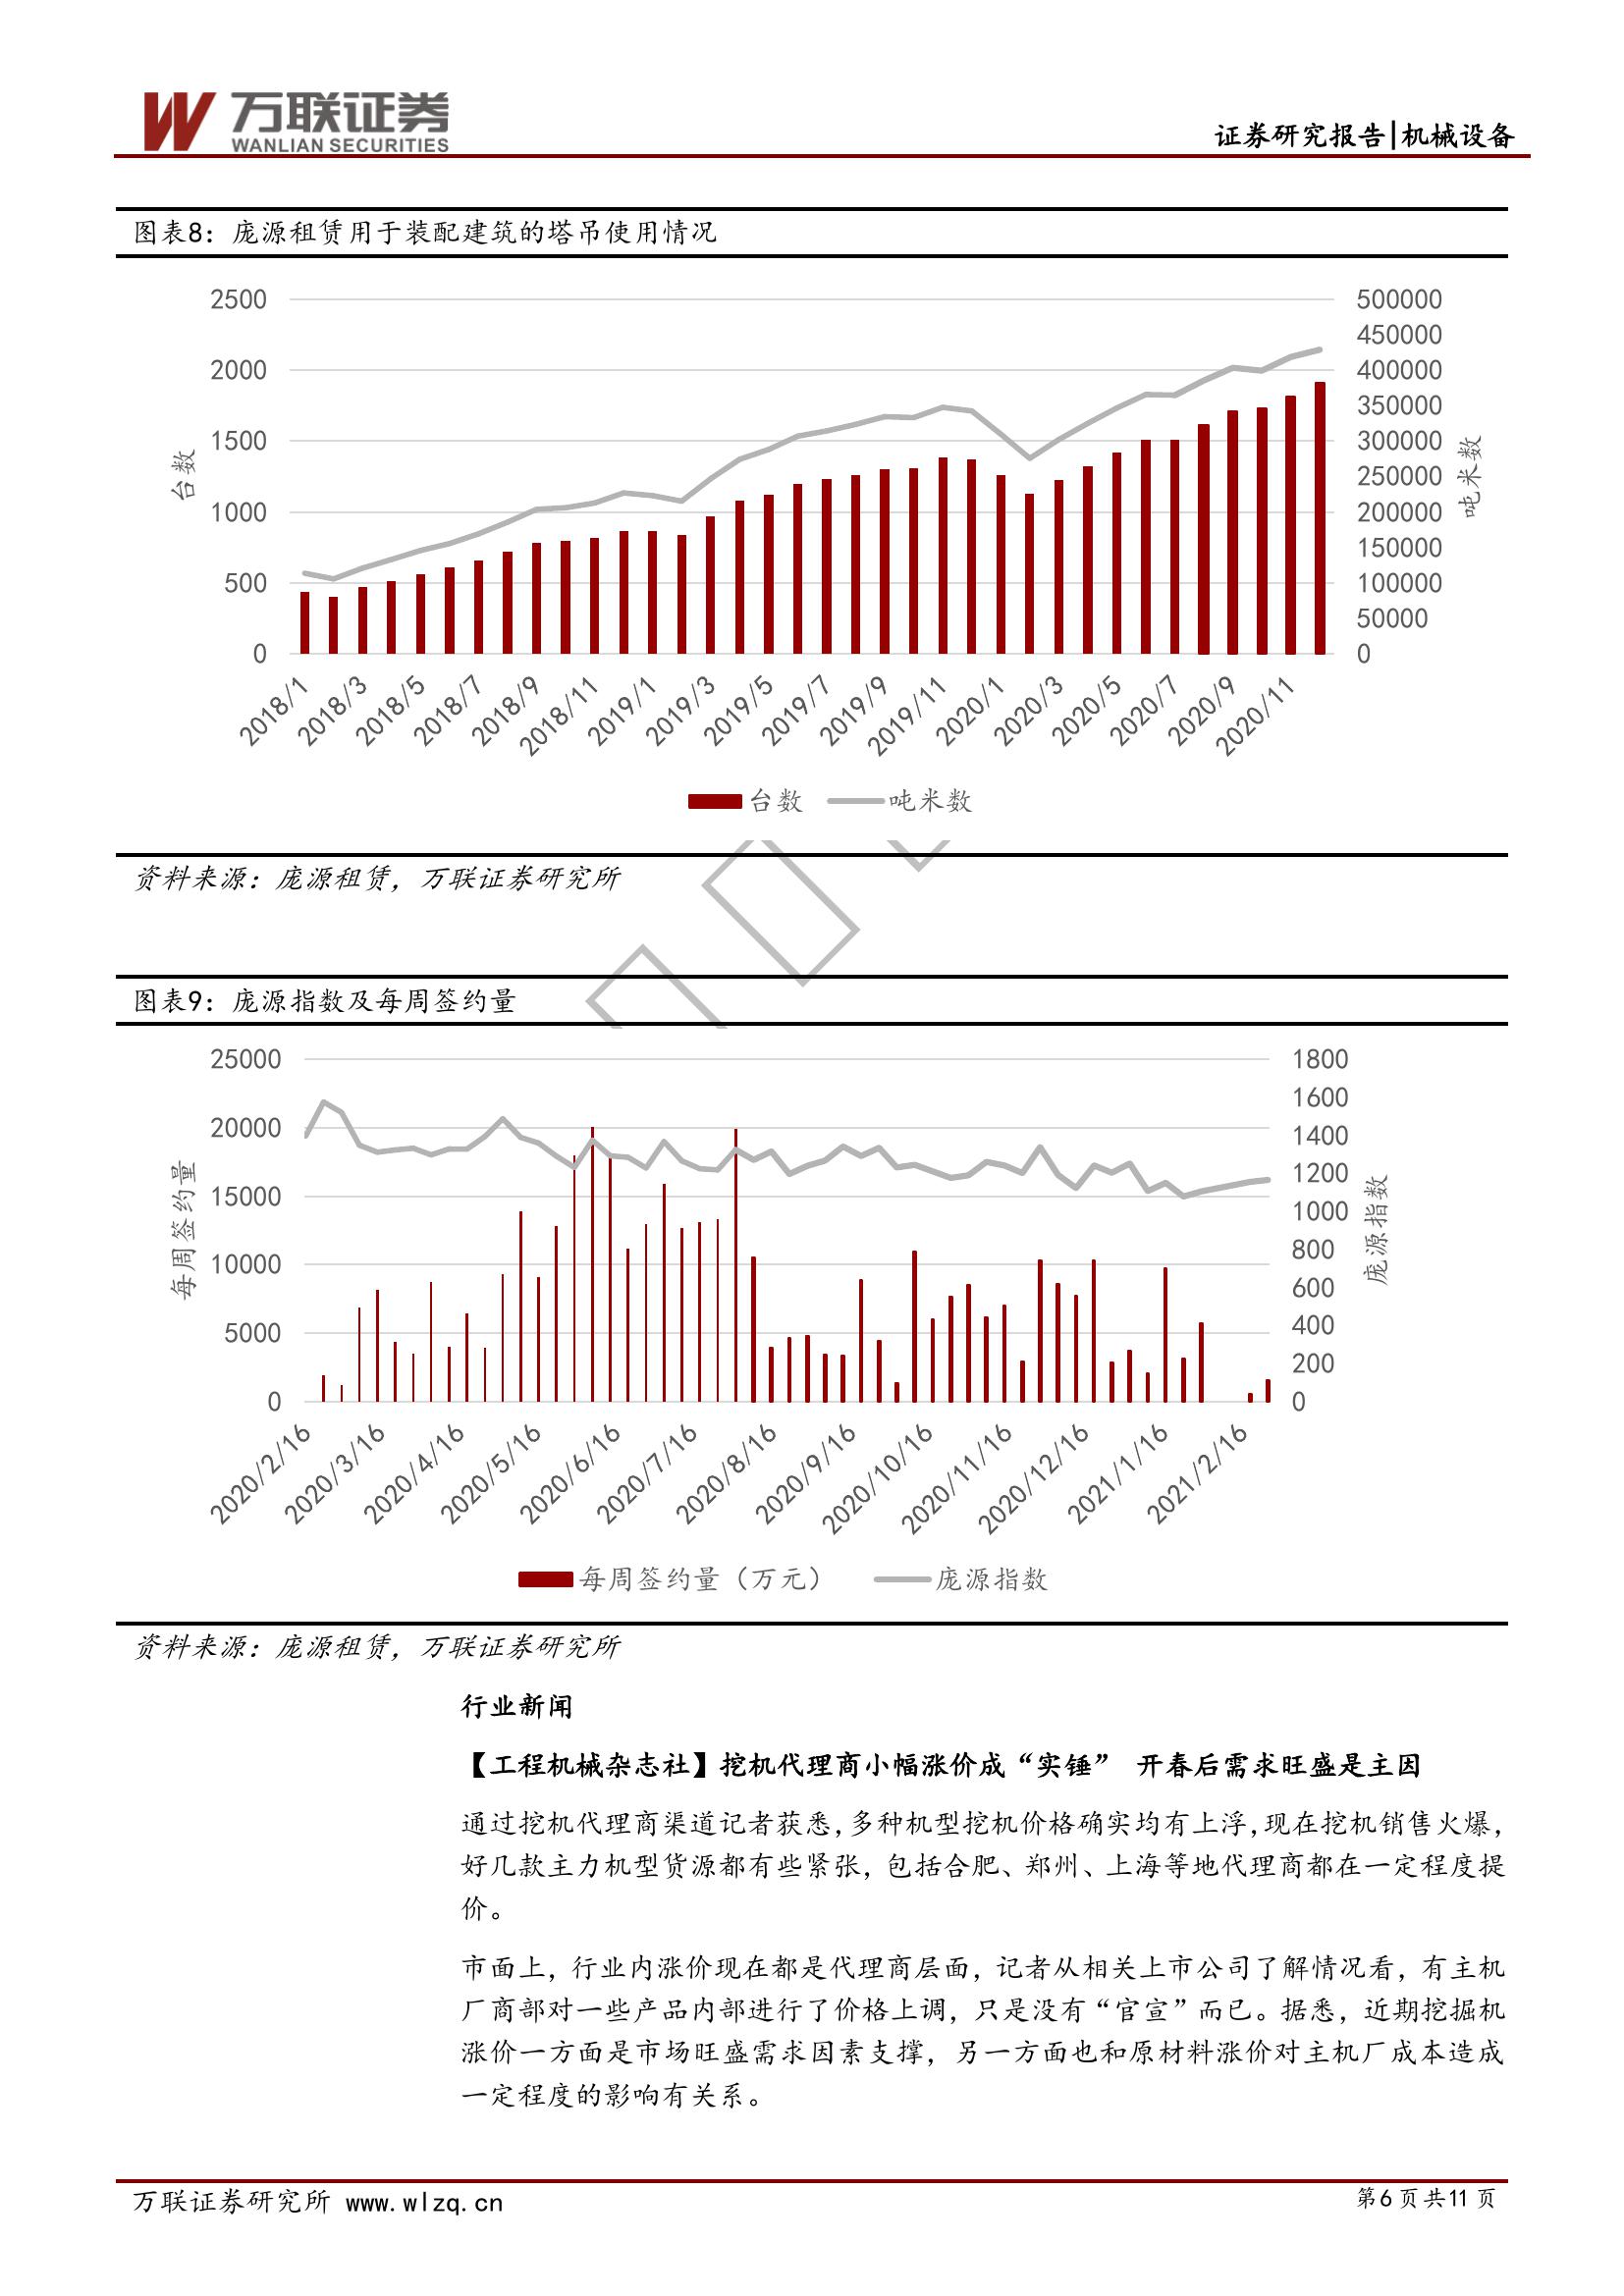 万联证券
WANLIAN SECURITIES
证券研究报告|机械设备
图表8：庞源租赁用于装配建筑的塔吊使用情况
2500
2000
1500
1000
500
0
台数
500000
450000
400000
350000
300000
250000
200000
150000
100000
50000
0
吨米数
2018/1
2018/3
2018/5
2018/7
2018/9
2018/11
2019/1
2019/3
2019/5
2019/7
2019/9
2019/11
2020/1
2020/3
2020/5
2020/7
2020/9
2020/11
台数
吨米数
资料来源：庞源租赁，万联证券研究所
图表9：庞源指数及每周签约量
25000
20000
15000
10000
5000
0
每周签约量
1800
1600
1400
1200
1000
800
600
400
200
0
庞源指数
2020/2/16
2020/3/16
2020/4/16
2020/5/16
2020/6/16
2020/7/16
2020/8/16
2020/9/16
2020/10/16
2020/11/16
2020/12/16
2021/1/16
2021/2/16
每周签约量（万元）
庞源指数
资料来源：庞源租赁，万联证券研究所
行业新闻
【工程机械杂志社】挖机代理商小幅涨价成“实锤” 开春后需求旺盛是主因
通过挖机代理商渠道记者获悉，多种机型挖机价格确实均有上浮，现在挖机销售火爆，
好几款主力机型货源都有些紧张，包括合肥、郑州、上海等地代理商都在一定程度提
价。
市面上，行业内涨价现在都是代理商层面，记者从相关上市公司了解情况看，有主机
厂商部对一些产品内部进行了价格上调，只是没有“官宣”而已。据悉，近期挖掘机
涨价一方面是市场旺盛需求因素支撑，另一方面也和原材料涨价对主机厂成本造成
一定程度的影响有关系。
万联证券研究所 www.wlzq.cn
第6页共11页